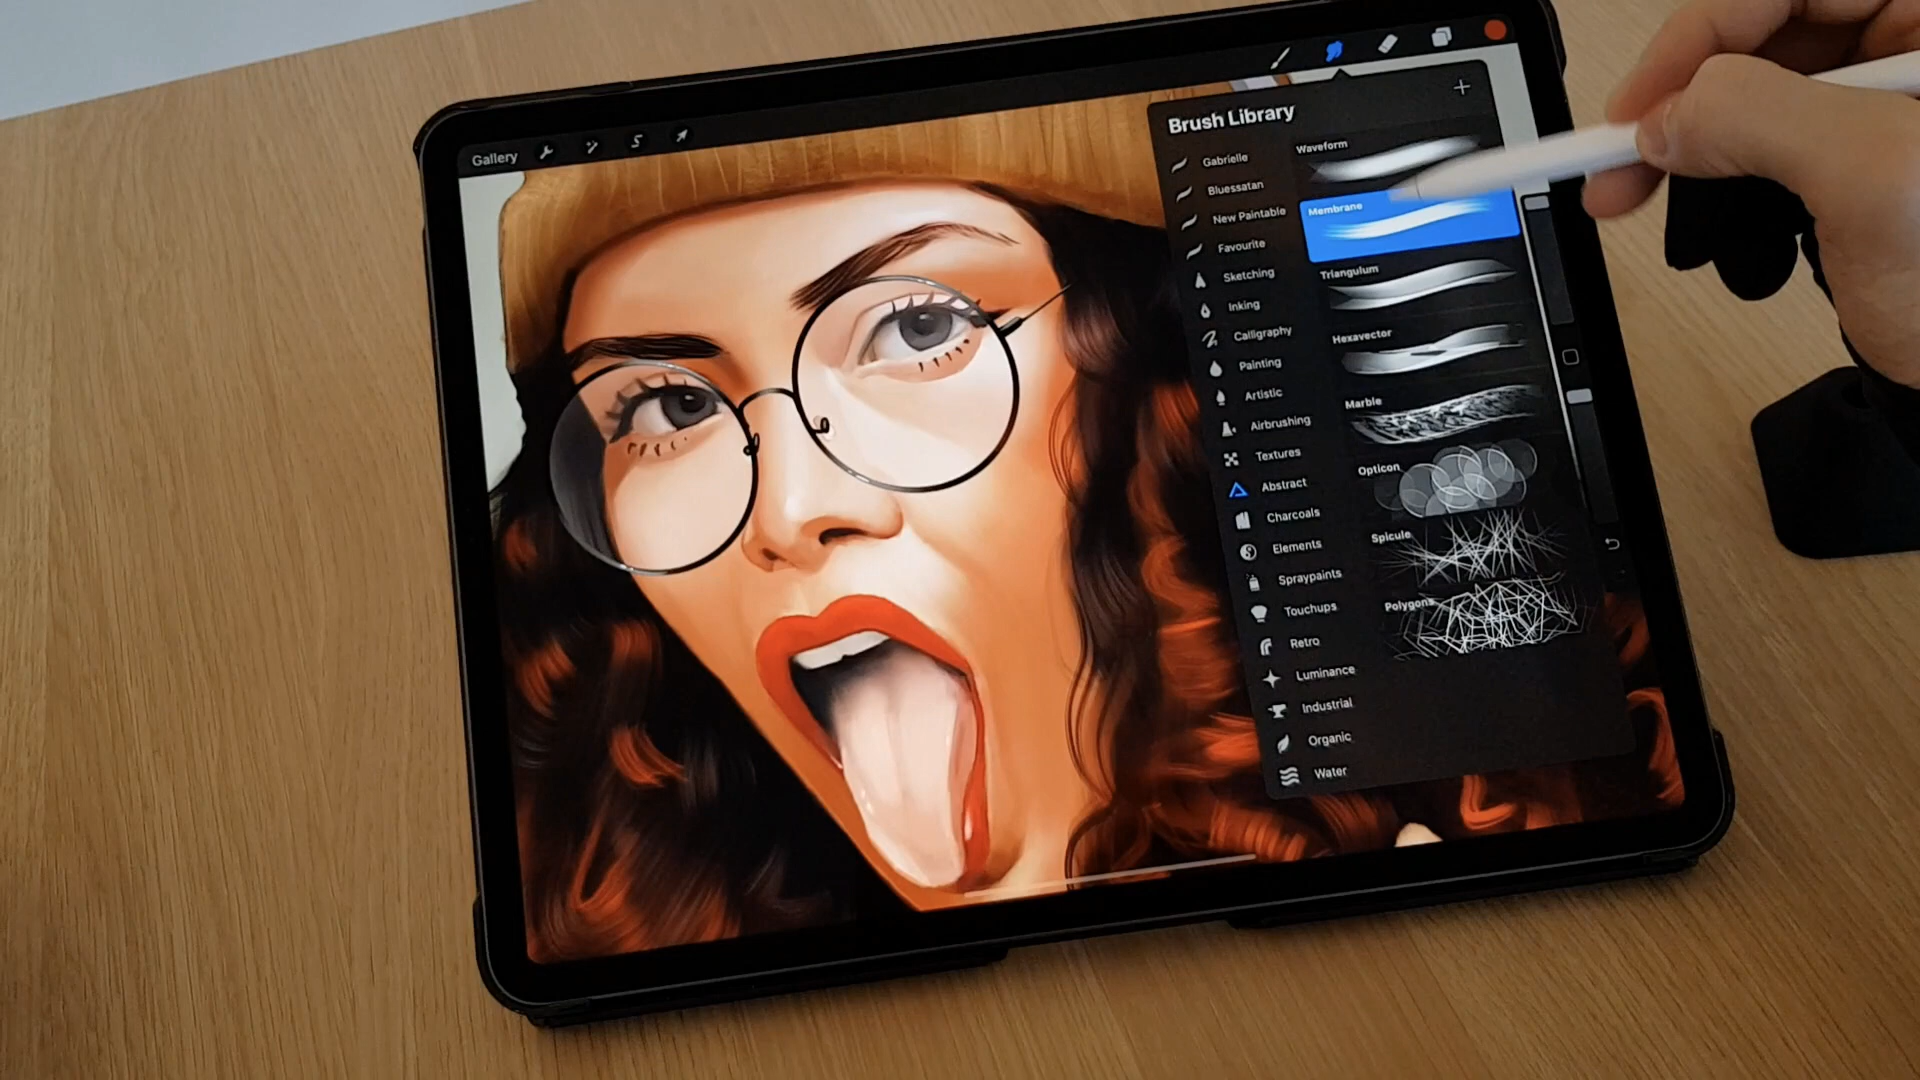 Gallery
Brush Library
Gabrielle
Bluessatan
New Paintable
Favourite
Sketching
Inking
Calligraphy
Painting
Artistic
Airbrushing
Textures
Abstract
Charcoals
Elements
Spraypaints
Touchups
Retro
Luminance
Industrial
Organic
Water
Waveform
Membrane
Triangulum
Hexavector
Marble
Opticon
Spicule
Polygons